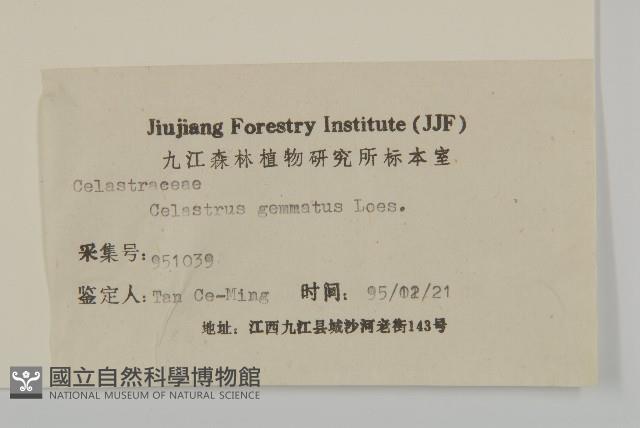 Jiujiang Forestry Institute (JJF)
九江森林植物研究所标本室
Celastraceae
Celastrus gemmatus Loes.
采集号: 951039
鉴定人: Tan Ce-Ming 时间: 95/02/21
地址: 江西九江县城沙河老街143号
國立自然科學博物館
NATIONAL MUSEUM OF NATURAL SCIENCE